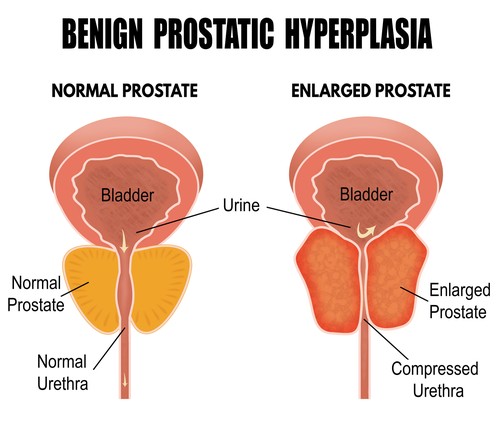 BENIGN PROSTATIC HYPERPLASIA
NORMAL PROSTATE
ENLARGED PROSTATE
Bladder
Bladder
Urine
Normal
Prostate
Enlarged
Prostate
Normal
Urethra
Compressed
Urethra